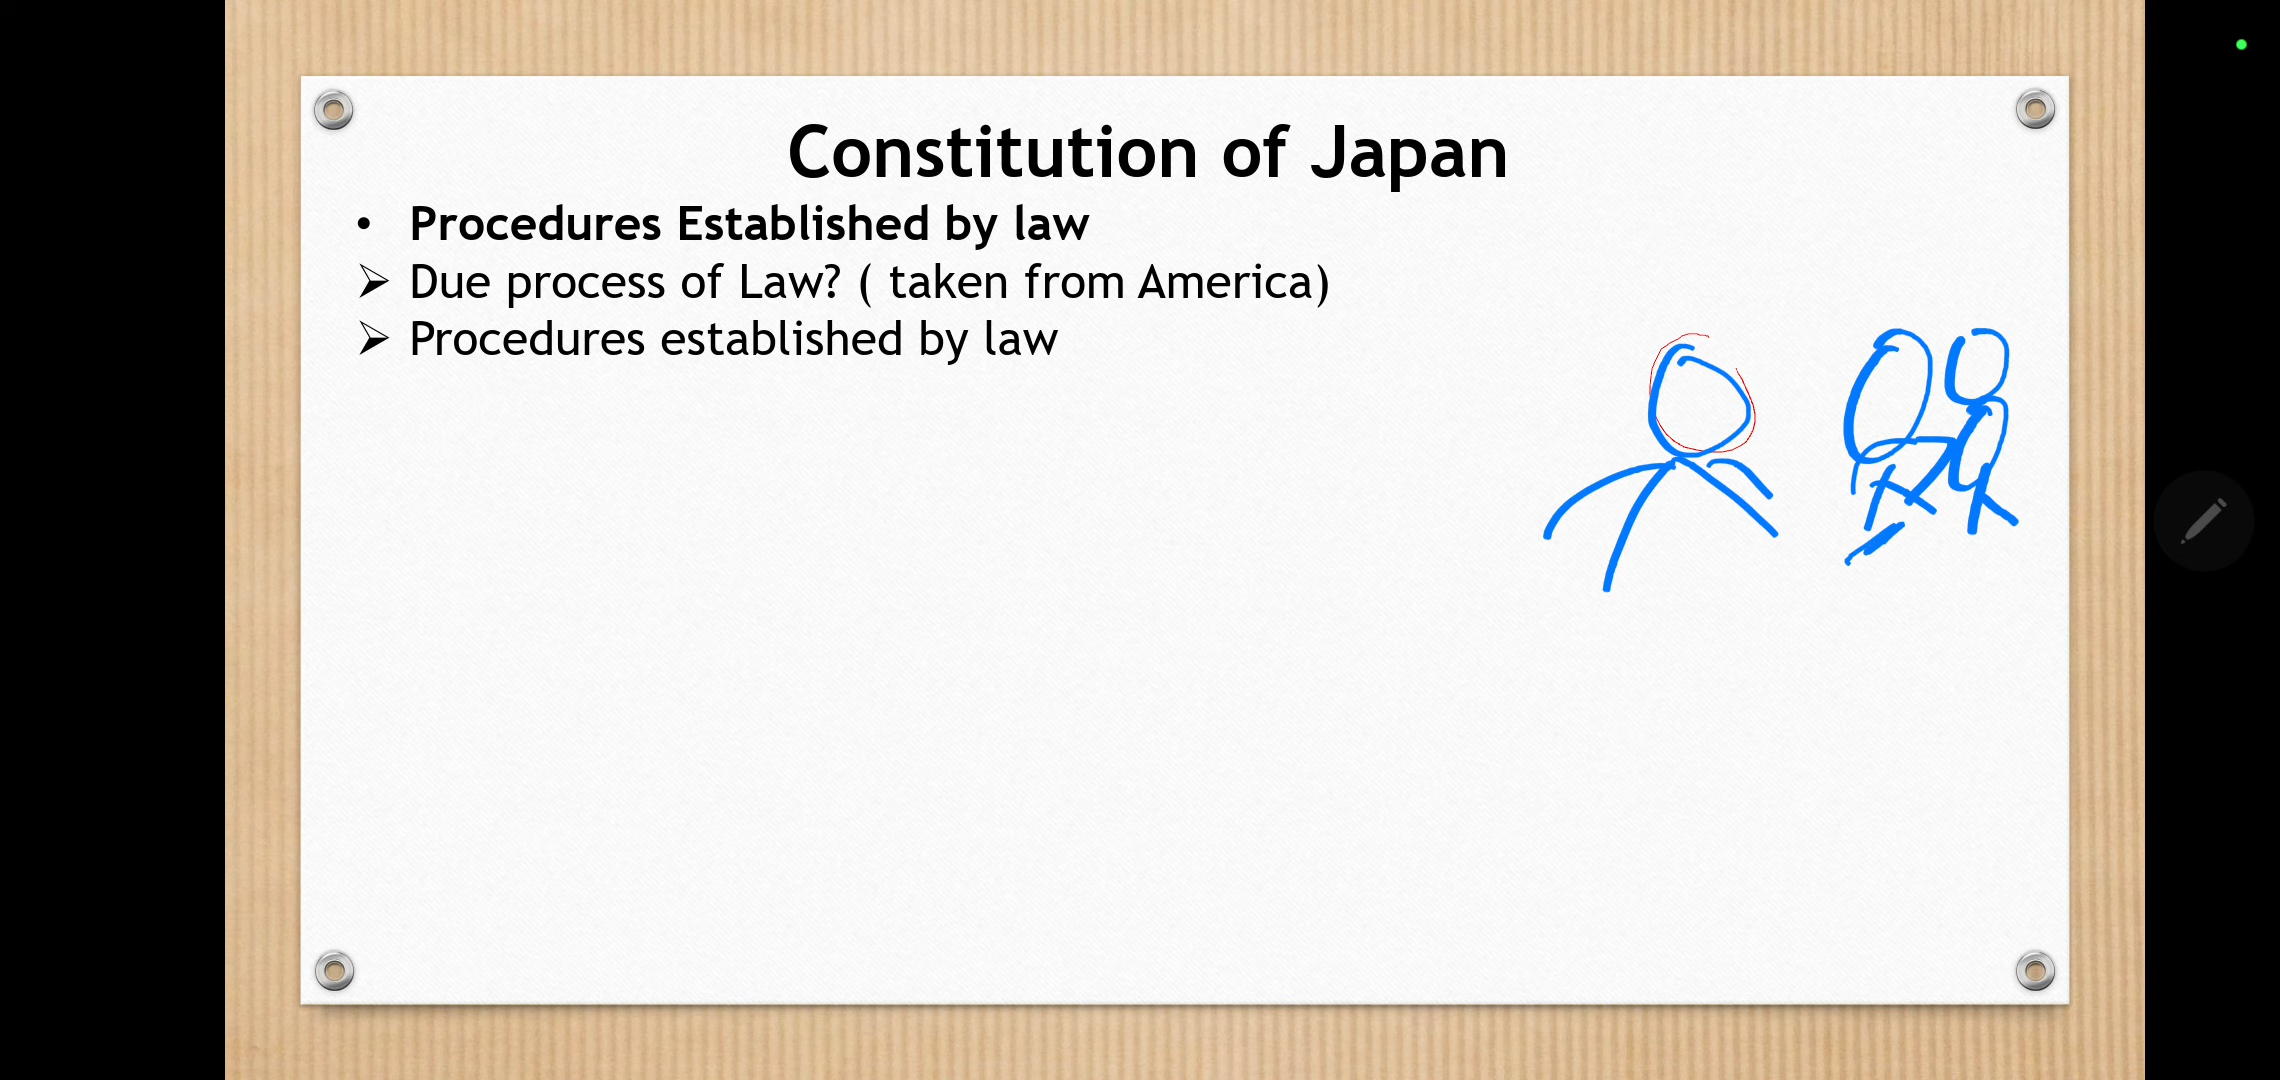 Constitution of Japan
• Procedures Established by law
➢ Due process of Law? ( taken from America)
➢ Procedures established by law